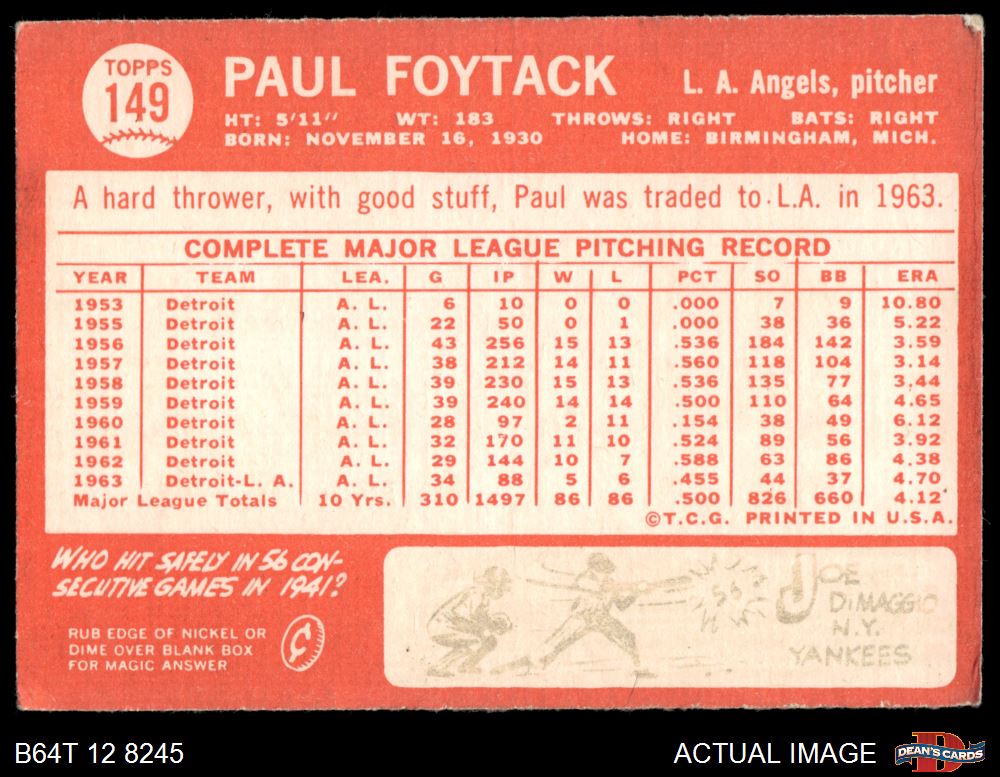 TOPPS
149
PAUL FOYTACK
L. A. Angels, pitcher
HT: 5'11" WT: 183 THROWS: RIGHT BATS: RIGHT
BORN: NOVEMBER 16, 1930 HOME: BIRMINGHAM, MICH.
A hard thrower, with good stuff, Paul was traded to L.A. in 1963.
COMPLETE MAJOR LEAGUE PITCHING RECORD
YEAR TEAM LEA. G IP W L PCT SO BB ERA
1953 Detroit A. L. 6 10 0 0 .000 7 9 10.80
1955 Detroit A. L. 22 50 0 1 .000 38 36 5.22
1956 Detroit A. L. 43 256 15 13 .536 184 142 3.59
1957 Detroit A. L. 38 212 14 11 .560 118 104 3.14
1958 Detroit A. L. 39 230 15 13 .536 135 77 3.44
1959 Detroit A. L. 39 240 14 14 .500 110 64 4.65
1960 Detroit A. L. 28 97 2 11 .154 38 49 6.12
1961 Detroit A. L. 32 170 11 10 .524 89 56 3.92
1962 Detroit A. L. 29 144 10 7 .588 63 86 4.38
1963 Detroit-L. A. A. L. 34 88 5 6 .455 44 37 4.70
Major League Totals 10 Yrs. 310 1497 86 86 .500 826 660 4.12
©T.C.G. PRINTED IN U.S.A.
WHO HIT SAFELY IN 56 CON-
SECUTIVE GAMES IN 1941?
RUB EDGE OF NICKEL OR
DIME OVER BLANK BOX
FOR MAGIC ANSWER
¢
56
JOE
DiMAGGIO
N.Y.
YANKEES
B64T 12 8245
ACTUAL IMAGE
D
DEAN'S CARDS